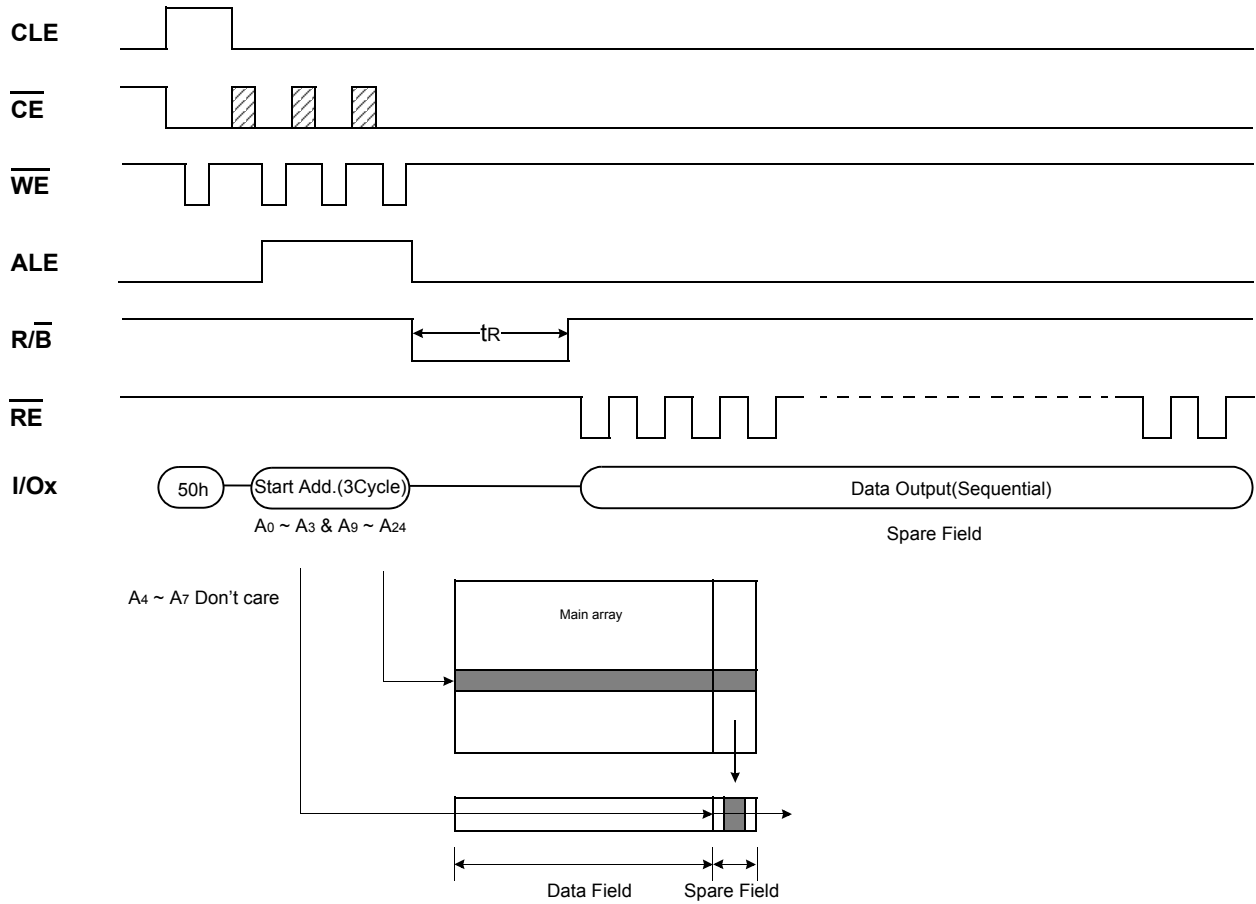 CLE
CE
WE
ALE
R/B
tR
RE
I/Ox
50h
Start Add.(3Cycle)
Data Output(Sequential)
A0 ~ A3 & A9 ~ A24
Spare Field
A4 ~ A7 Don't care
Main array
Data Field
Spare Field